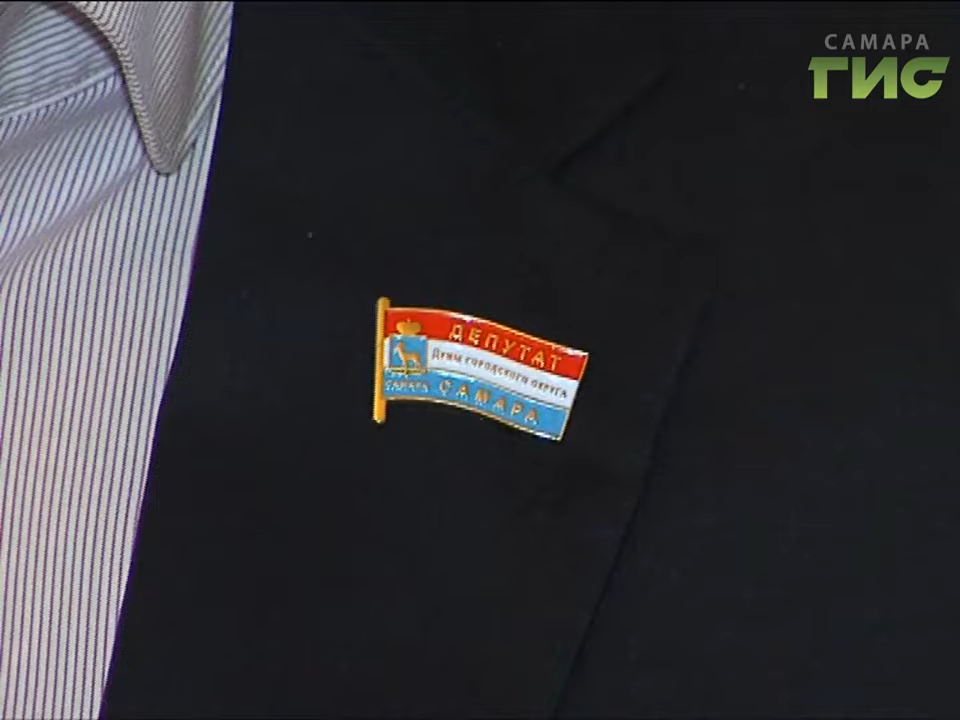 САМАРА
ГИС
ДЕПУТАТ
Думы городского округа
САМАРА
САМАРА